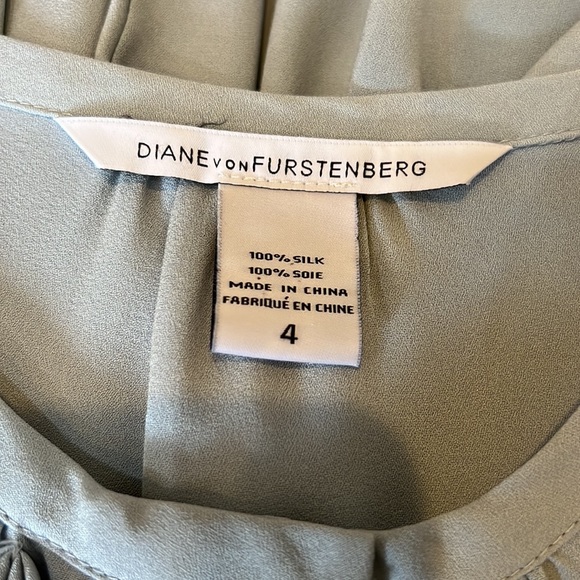 DIANE VON FURSTENBERG
100% SILK
100% SOIE
MADE IN CHINA
FABRIQUÉ EN CHINE
4